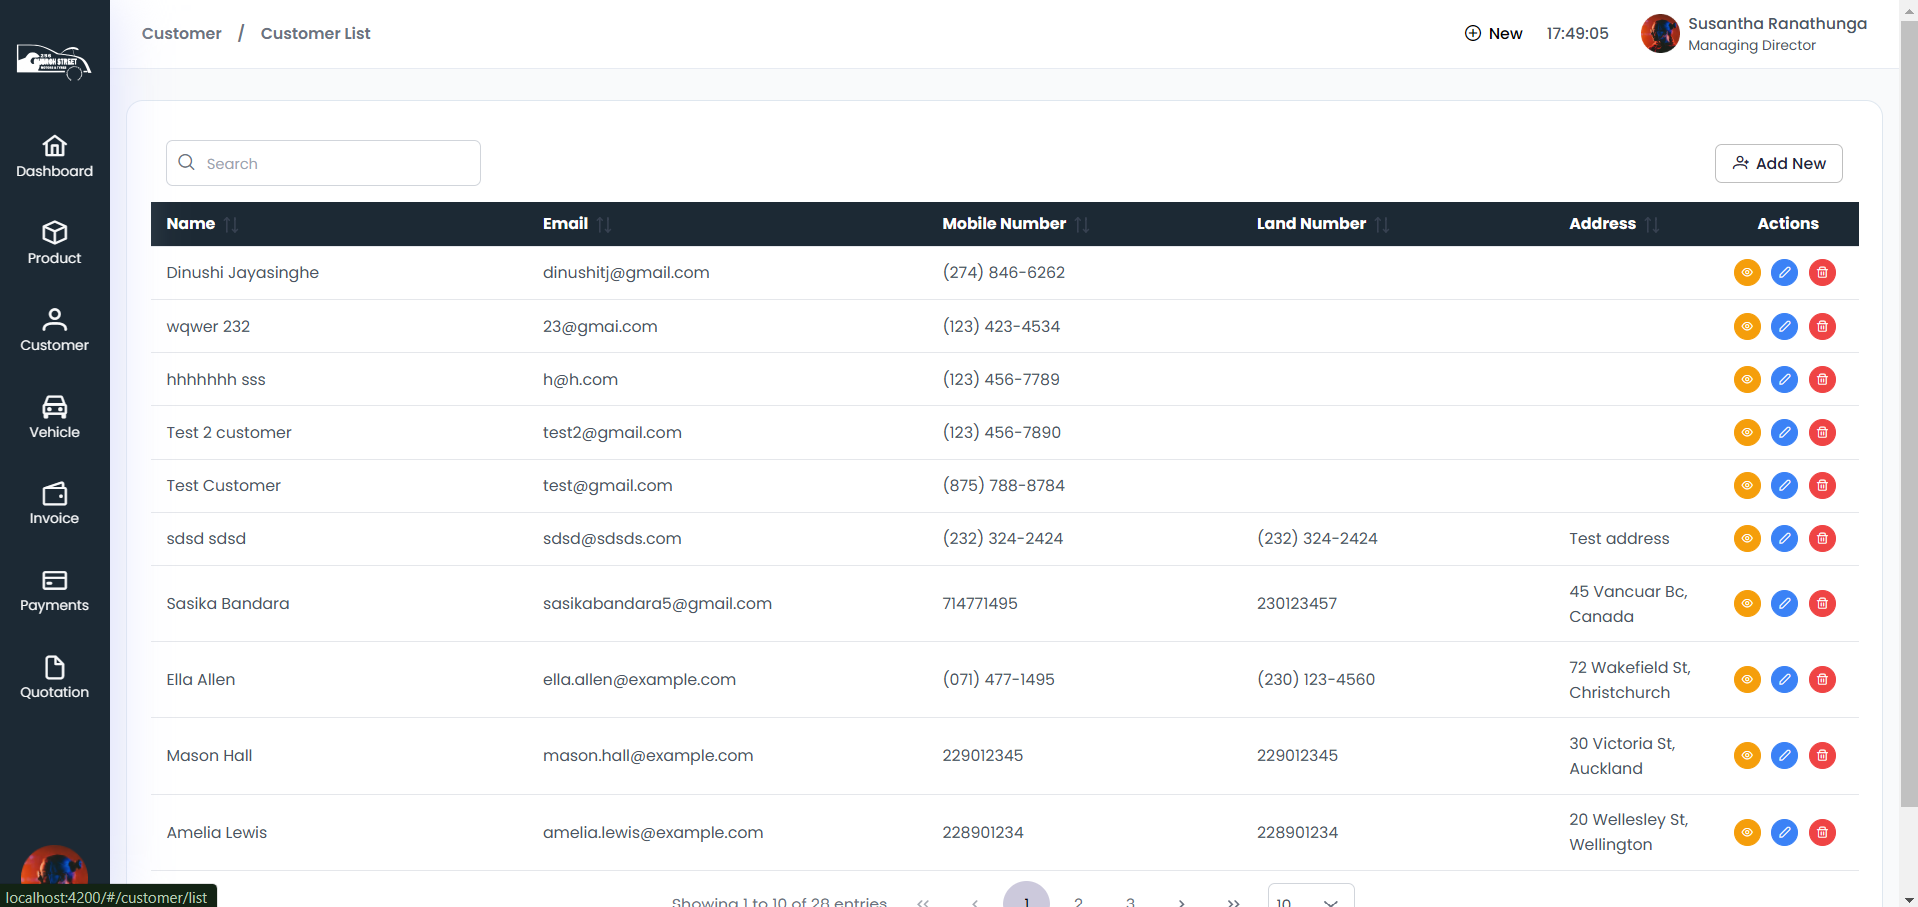 Customer / Customer List
New
17:49:05
Susantha Ranathunga
Managing Director
STREET
Dashboard
Product
Customer
Vehicle
Invoice
Payments
Quotation
Search
Add New
Name Email Mobile Number Land Number Address Actions
Dinushi Jayasinghe dinushitj@gmail.com (274) 846-6262
wqwer 232 23@gmai.com (123) 423-4534
hhhhhhh sss h@h.com (123) 456-7789
Test 2 customer test2@gmail.com (123) 456-7890
Test Customer test@gmail.com (875) 788-8784
sdsd sdsd sdsd@sdsds.com (232) 324-2424 (232) 324-2424 Test address
Sasika Bandara sasikabandara5@gmail.com 714771495 230123457 45 Vancuar Bc,
Canada
Ella Allen ella.allen@example.com (071) 477-1495 (230) 123-4560 72 Wakefield St,
Christchurch
Mason Hall mason.hall@example.com 229012345 229012345 30 Victoria St,
Auckland
Amelia Lewis amelia.lewis@example.com 228901234 228901234 20 Wellesley St,
Wellington
Showing 1 to 10 of 28 entries << < 1 2 3 > >> 10
localhost:4200/#/customer/list